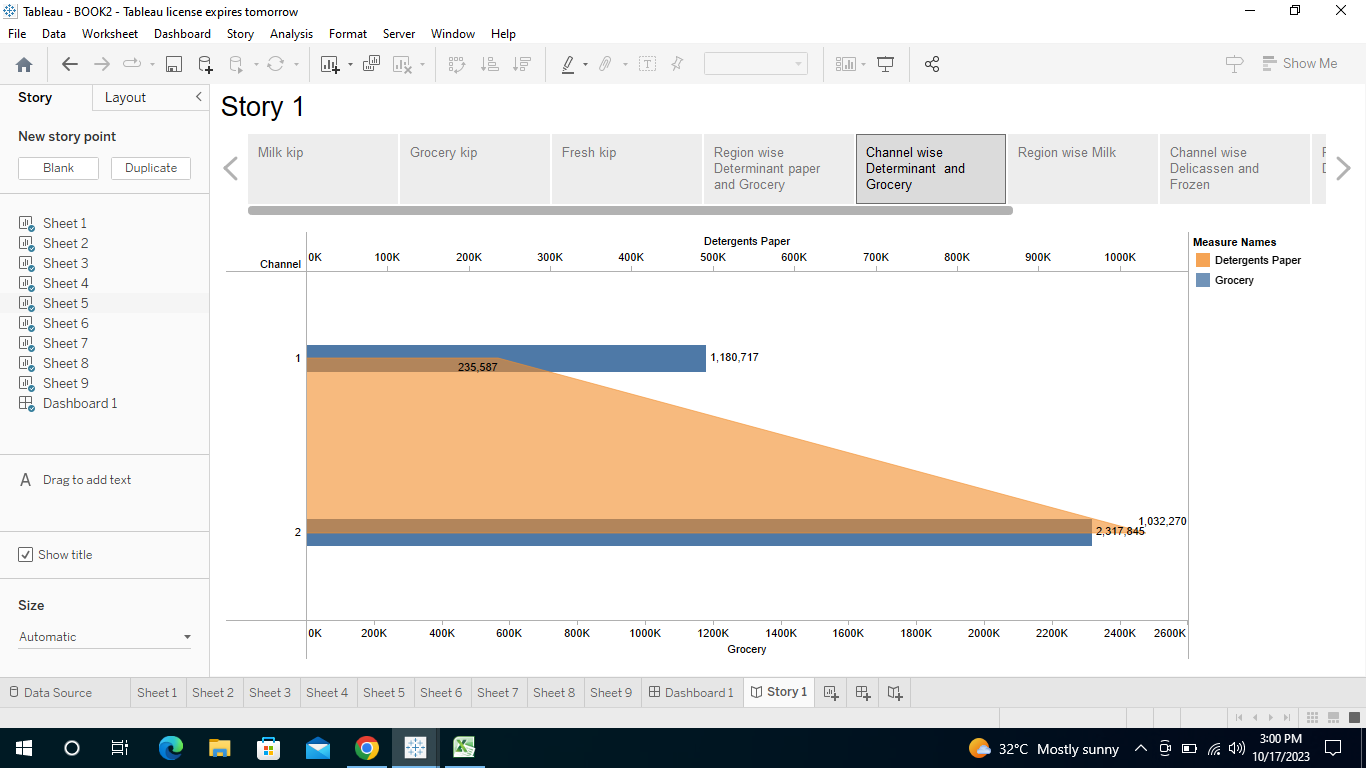 Tableau - BOOK2 - Tableau license expires tomorrow
File Data Worksheet Dashboard Story Analysis Format Server Window Help
Show Me
Story Layout
New story point
Blank Duplicate
Sheet 1
Sheet 2
Sheet 3
Sheet 4
Sheet 5
Sheet 6
Sheet 7
Sheet 8
Sheet 9
Dashboard 1
A Drag to add text
Show title
Size
Automatic
Story 1
Milk kip
Grocery kip
Fresh kip
Region wise
Determinant paper
and Grocery
Channel wise
Determinant and
Grocery
Region wise Milk
Channel wise
Delicassen and
Frozen
Detergents Paper
Channel
0K 100K 200K 300K 400K 500K 600K 700K 800K 900K 1000K
1
1,180,717
235,587
2
1,032,270
2,317,845
0K 200K 400K 600K 800K 1000K 1200K 1400K 1600K 1800K 2000K 2200K 2400K 2600K
Grocery
Measure Names
Detergents Paper
Grocery
Data Source Sheet 1 Sheet 2 Sheet 3 Sheet 4 Sheet 5 Sheet 6 Sheet 7 Sheet 8 Sheet 9 Dashboard 1 Story 1
32°C Mostly sunny
3:00 PM
10/17/2023